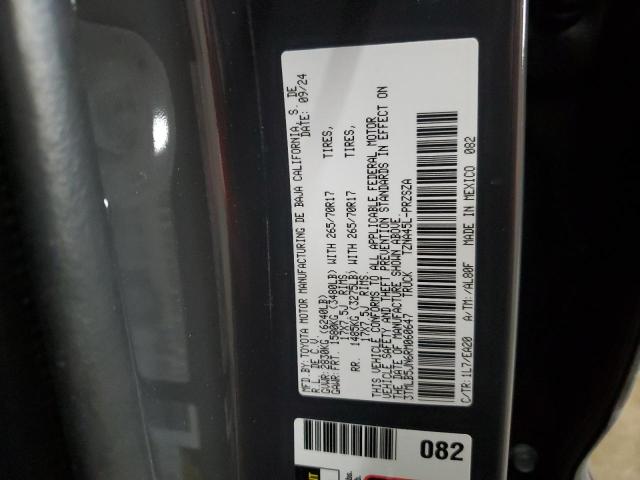 MFD.BY:TOYOTA MOTOR MANUFACTURING DE BAJA CALIFORNIA, S. DE
R.L. DE C.V. DATE: 09/24
GVWR:2830KG (6240LB)
GAWR:FRT. 1580KG (3480LB) WITH 265/70R17 TIRES,
17X7.5J RIMS.
RR. 1485KG (3275LB) WITH 265/70R17 TIRES,
17X7.5J RIMS.
THIS VEHICLE CONFORMS TO ALL APPLICABLE FEDERAL MOTOR
VEHICLE SAFETY AND THEFT PREVENTION STANDARDS IN EFFECT ON
THE DATE OF MANUFACTURE SHOWN ABOVE.
3TMLB5JN6RM060647 TRUCK TZNA45L-PRZSZA
C/TR:1L7/EA20 A/TM:/AL80F MADE IN MEXICO 082
082